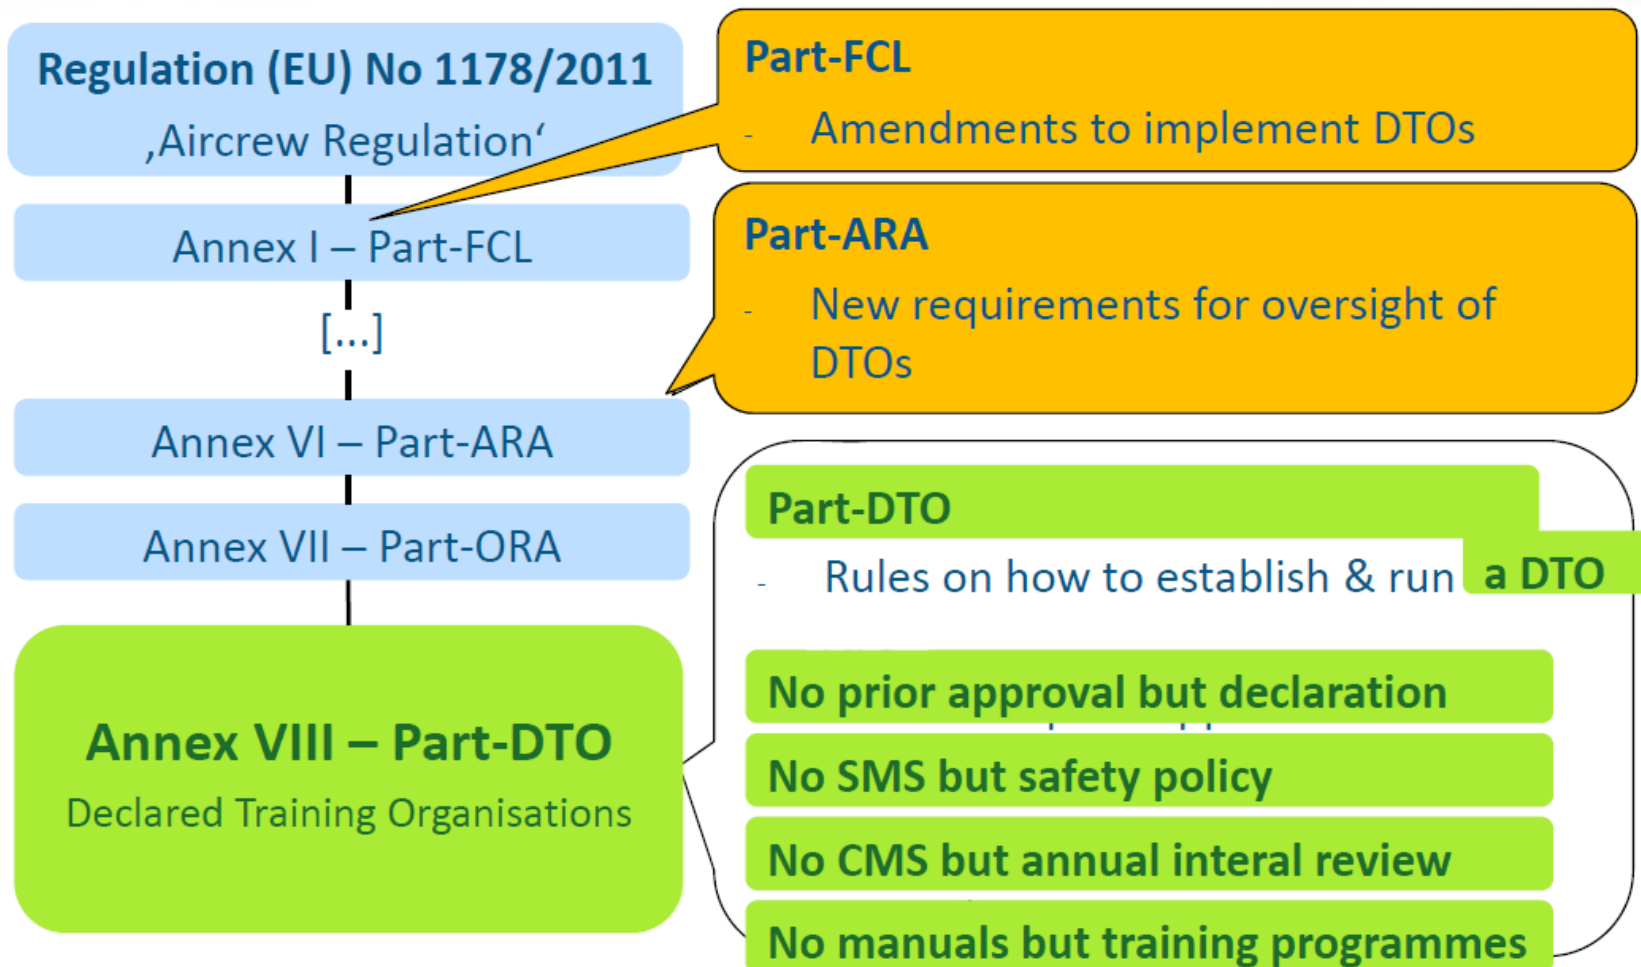 Regulation (EU) No 1178/2011
‚Aircrew Regulation‘
Annex I – Part-FCL
[...]
Annex VI – Part-ARA
Annex VII – Part-ORA
Annex VIII – Part-DTO
Declared Training Organisations
Part-FCL
- Amendments to implement DTOs
Part-ARA
- New requirements for oversight of
DTOs
Part-DTO
- Rules on how to establish & run a DTO
No prior approval but declaration
No SMS but safety policy
No CMS but annual interal review
No manuals but training programmes